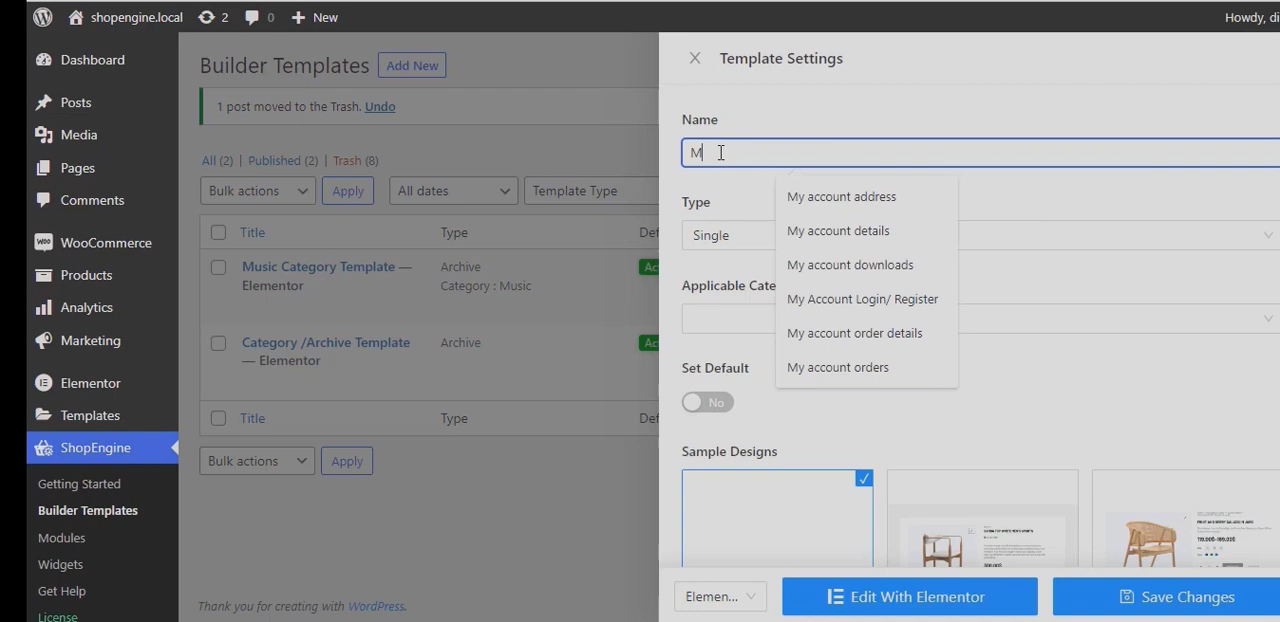 shopengine.local 2 0 New Howdy, di
Dashboard
Posts
Media
Pages
Comments
WooCommerce
Products
Analytics
Marketing
Elementor
Templates
ShopEngine
Getting Started
Builder Templates
Modules
Widgets
Get Help
License
Builder Templates Add New
1 post moved to the Trash. Undo
All (2) | Published (2) | Trash (8)
Bulk actions Apply All dates Template Type
Title Type Def
Music Category Template — Elementor
Archive
Category : Music
Ac
Category /Archive Template — Elementor
Archive
Ac
Title Type Def
Bulk actions Apply
Thank you for creating with WordPress.
Template Settings
Name
M
My account address
My account details
My account downloads
My Account Login/ Register
My account order details
My account orders
Type
Single
Applicable Cate
Set Default
No
Sample Designs
Elemen... Edit With Elementor Save Changes